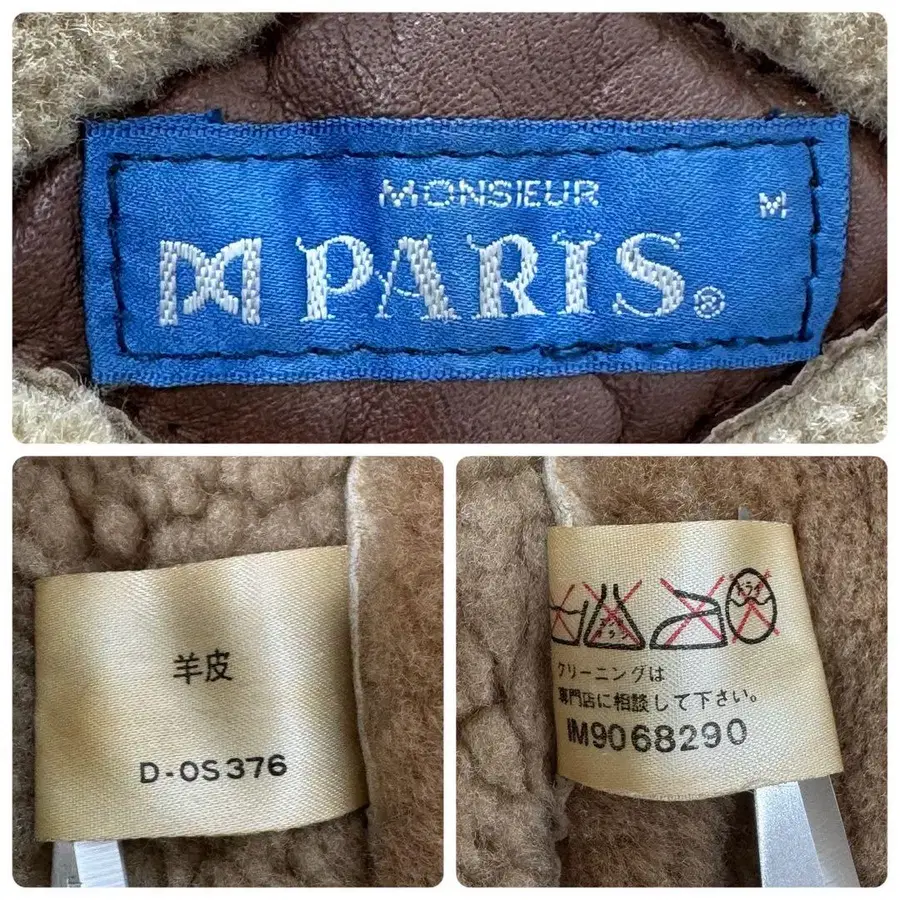 MONSIEUR
M
PARIS®
羊皮
D-OS376
クリーニングは
専門店に相談して下さい。
IM9068290